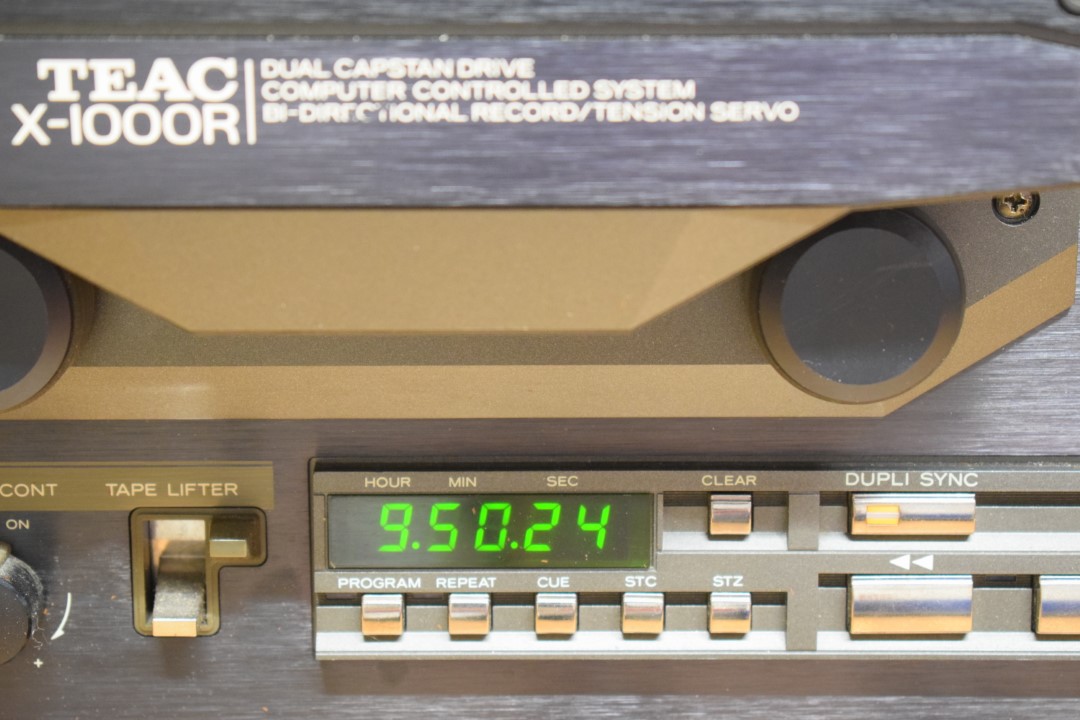 TEAC
X-1000R
DUAL CAPSTAN DRIVE
COMPUTER CONTROLLED SYSTEM
BI-DIRECTIONAL RECORD/TENSION SERVO
CONT
ON
+
TAPE LIFTER
HOUR MIN SEC
9.50.24
CLEAR
DUPLI SYNC
◀◀
PROGRAM REPEAT CUE STC STZ